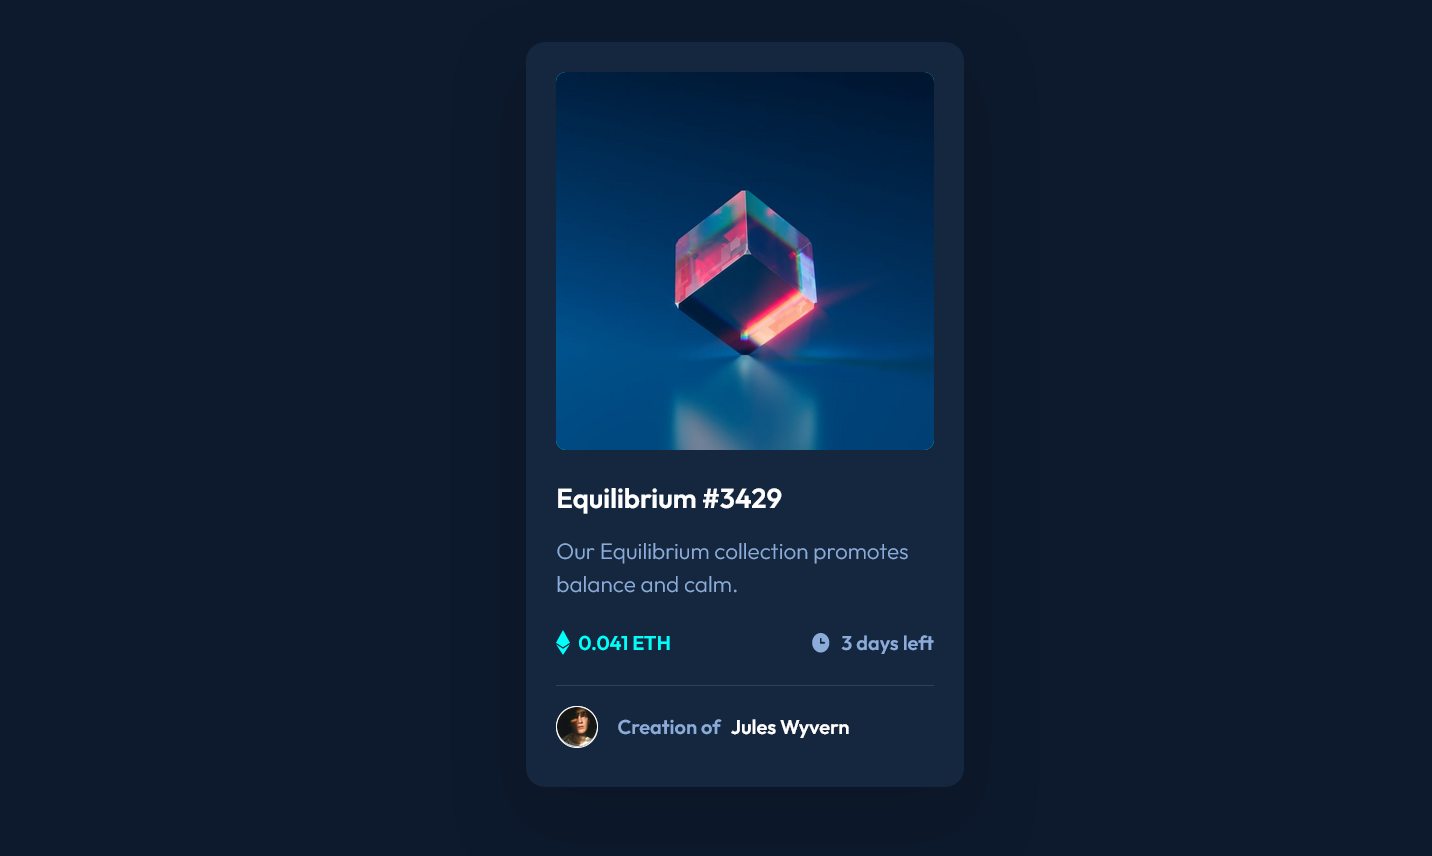 Equilibrium #3429
Our Equilibrium collection promotes
balance and calm.
0.041 ETH
3 days left
Creation of Jules Wyvern